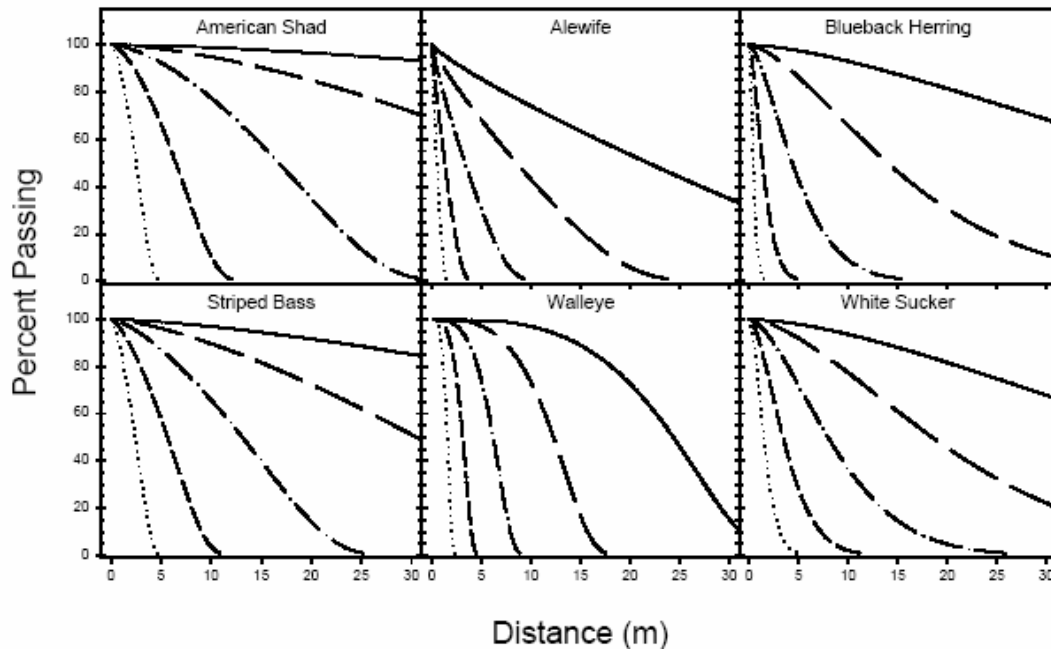 American Shad Alewife Blueback Herring
100
80
60
40
20
0
Striped Bass Walleye White Sucker
100
80
60
40
20
0
0 5 10 15 20 25 30 0 5 10 15 20 25 30 0 5 10 15 20 25 30
Percent Passing
Distance (m)